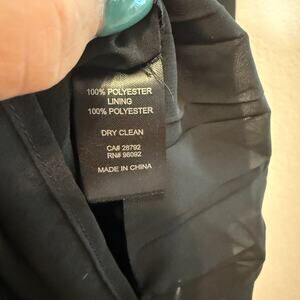 100% POLYESTER
LINING
100% POLYESTER
DRY CLEAN
CA# 28792
RN# 98092
MADE IN CHINA